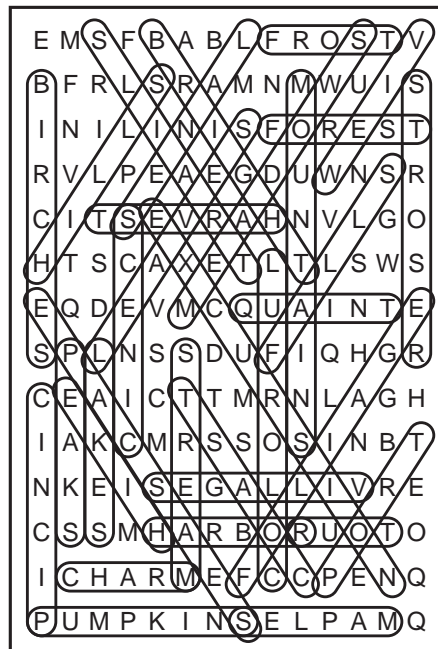 E M S F B A B L F R O S T V
B F R L S R A M N M W U I S
I N I L I N I S F O R E S T
R V L P E A E G D U W N S R
C I T S E V R A H N V L G O
H T S C A X E T L T L S W S
E Q D E V M C Q U A I N T E
S P L N S S D U F I Q H G R
C E A I C T T M R N L A G H
I A K C M R S S O S I N B T
N K E I S E G A L L I V R E
C S S M H A R B O R U O T O
I C H A R M E F C C P E N Q
P U M P K I N S E L P A M Q